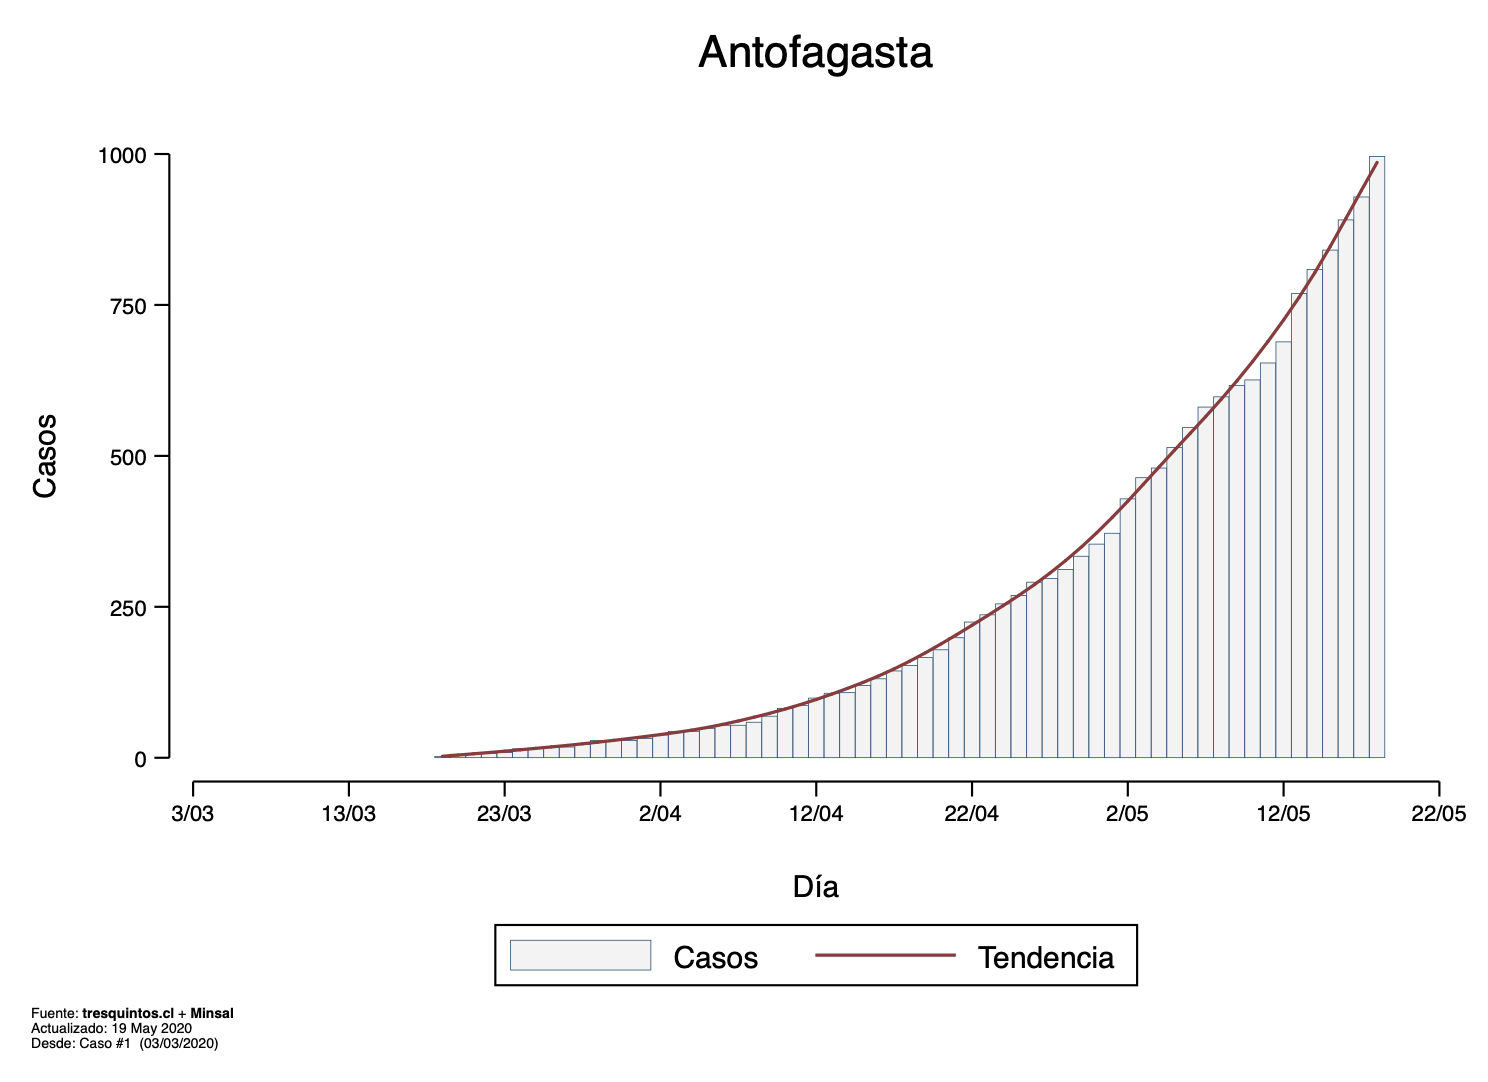 Antofagasta
1000
750
500
250
0
Casos
3/03 13/03 23/03 2/04 12/04 22/04 2/05 12/05 22/05
Día
Casos Tendencia
Fuente: tresquintos.cl + Minsal
Actualizado: 19 May 2020
Desde: Caso #1 (03/03/2020)